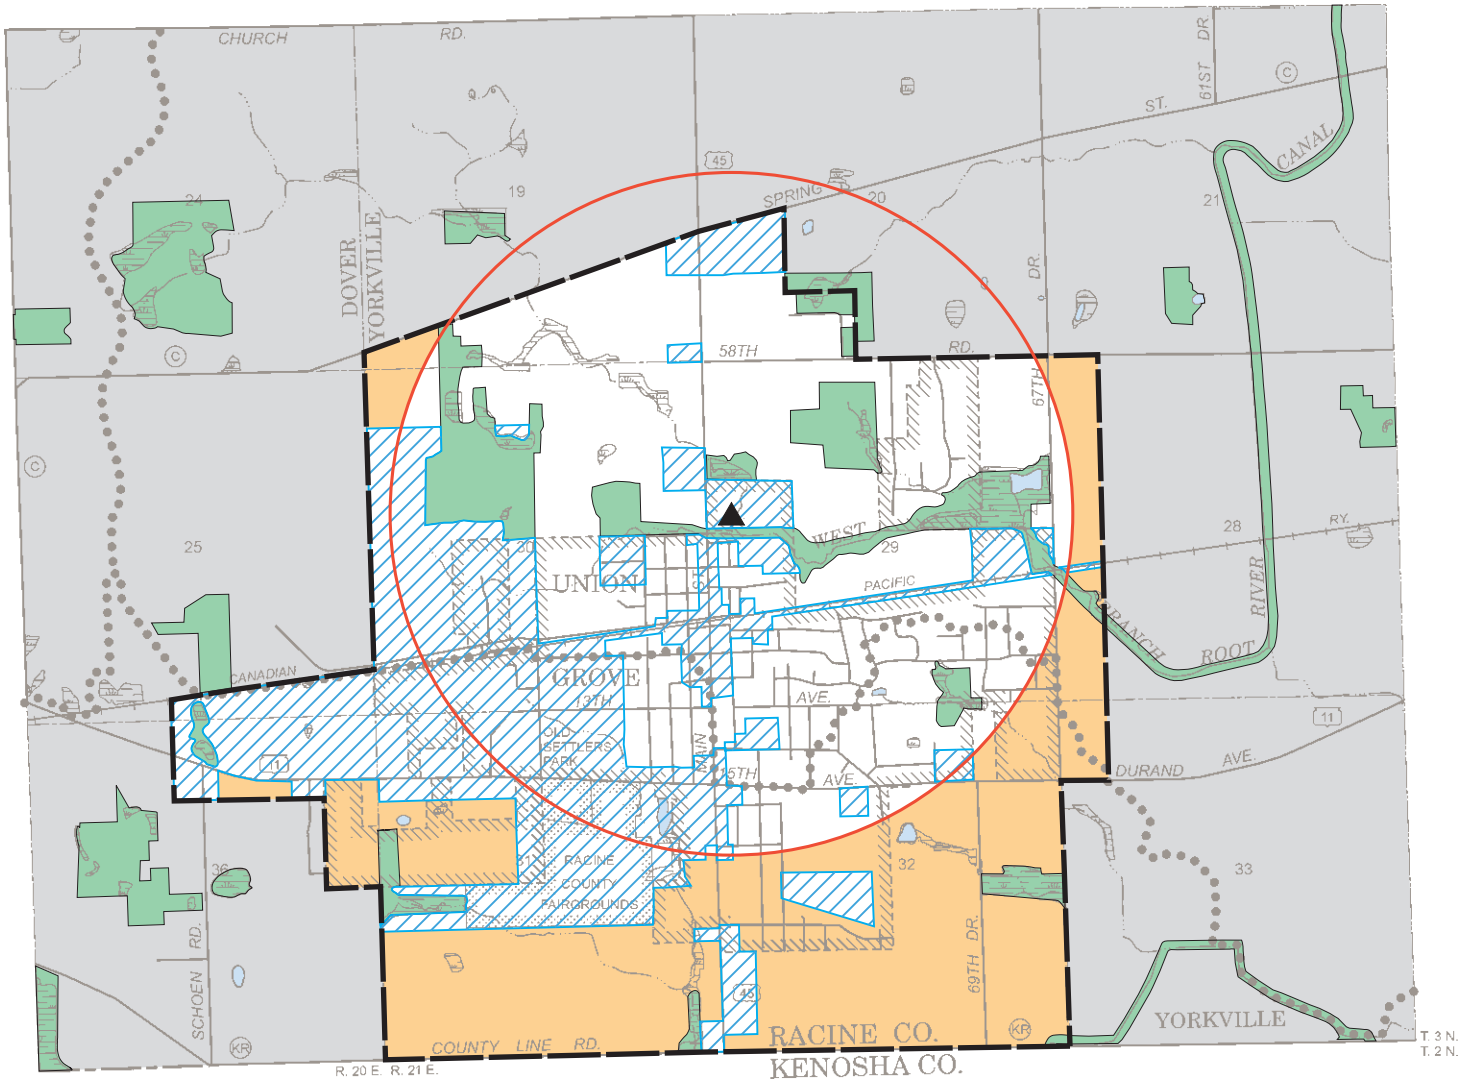 CHURCH RD.
61ST DR.
C
ST.
CANAL
45
SPRING
24
19
20
21
DOVER
YORKVILLE
DR.
C
58TH
RD.
67TH
C
25
30
WEST
29
28
RY.
UNION
ST.
PACIFIC
RIVER
BRANCH
ROOT
CANADIAN
GROVE
13TH AVE.
11
OLD
SETTLERS
PARK
MAIN
11
15TH AVE.
DURAND AVE.
36
31
RACINE
COUNTY
FAIRGROUNDS
32
33
SCHOEN RD.
69TH DR.
45
KR
KR
YORKVILLE
COUNTY LINE RD.
RACINE CO.
KENOSHA CO.
R. 20 E. R. 21 E.
T. 3 N.
T. 2 N.